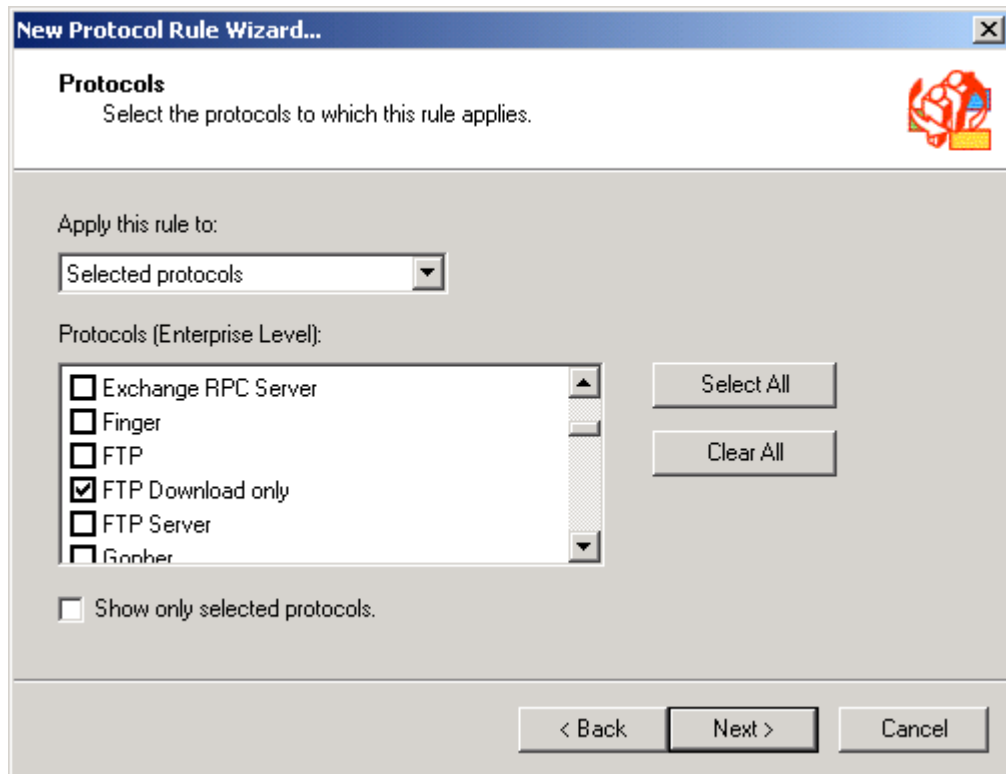 New Protocol Rule Wizard...
Protocols
Select the protocols to which this rule applies.
Apply this rule to:
Selected protocols
Protocols (Enterprise Level):
Exchange RPC Server
Finger
FTP
FTP Download only
FTP Server
Gopher
Select All
Clear All
Show only selected protocols.
< Back
Next >
Cancel